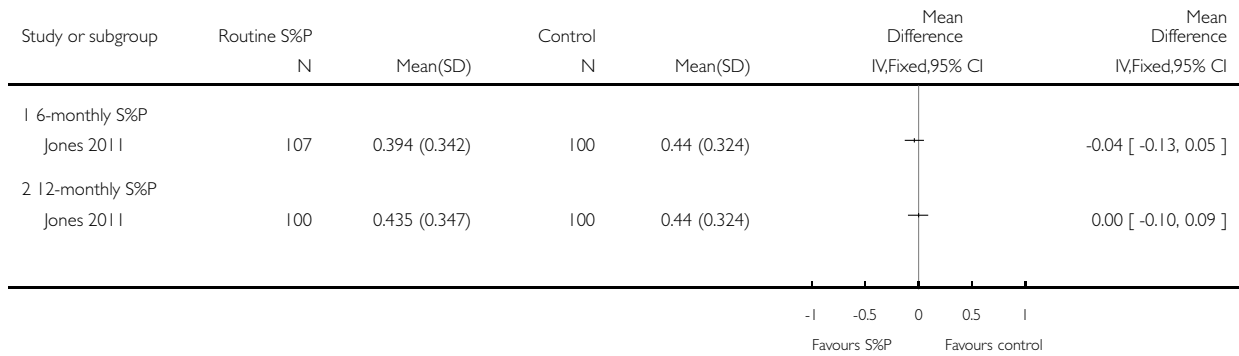 Mean Mean
Study or subgroup Routine S%P Control Difference Difference
N Mean(SD) N Mean(SD) IV,Fixed,95% CI IV,Fixed,95% CI
1 6-monthly S%P
Jones 2011 107 0.394 (0.342) 100 0.44 (0.324) -0.04 [ -0.13, 0.05 ]
2 12-monthly S%P
Jones 2011 100 0.435 (0.347) 100 0.44 (0.324) 0.00 [ -0.10, 0.09 ]
-1 -0.5 0 0.5 1
Favours S%P Favours control